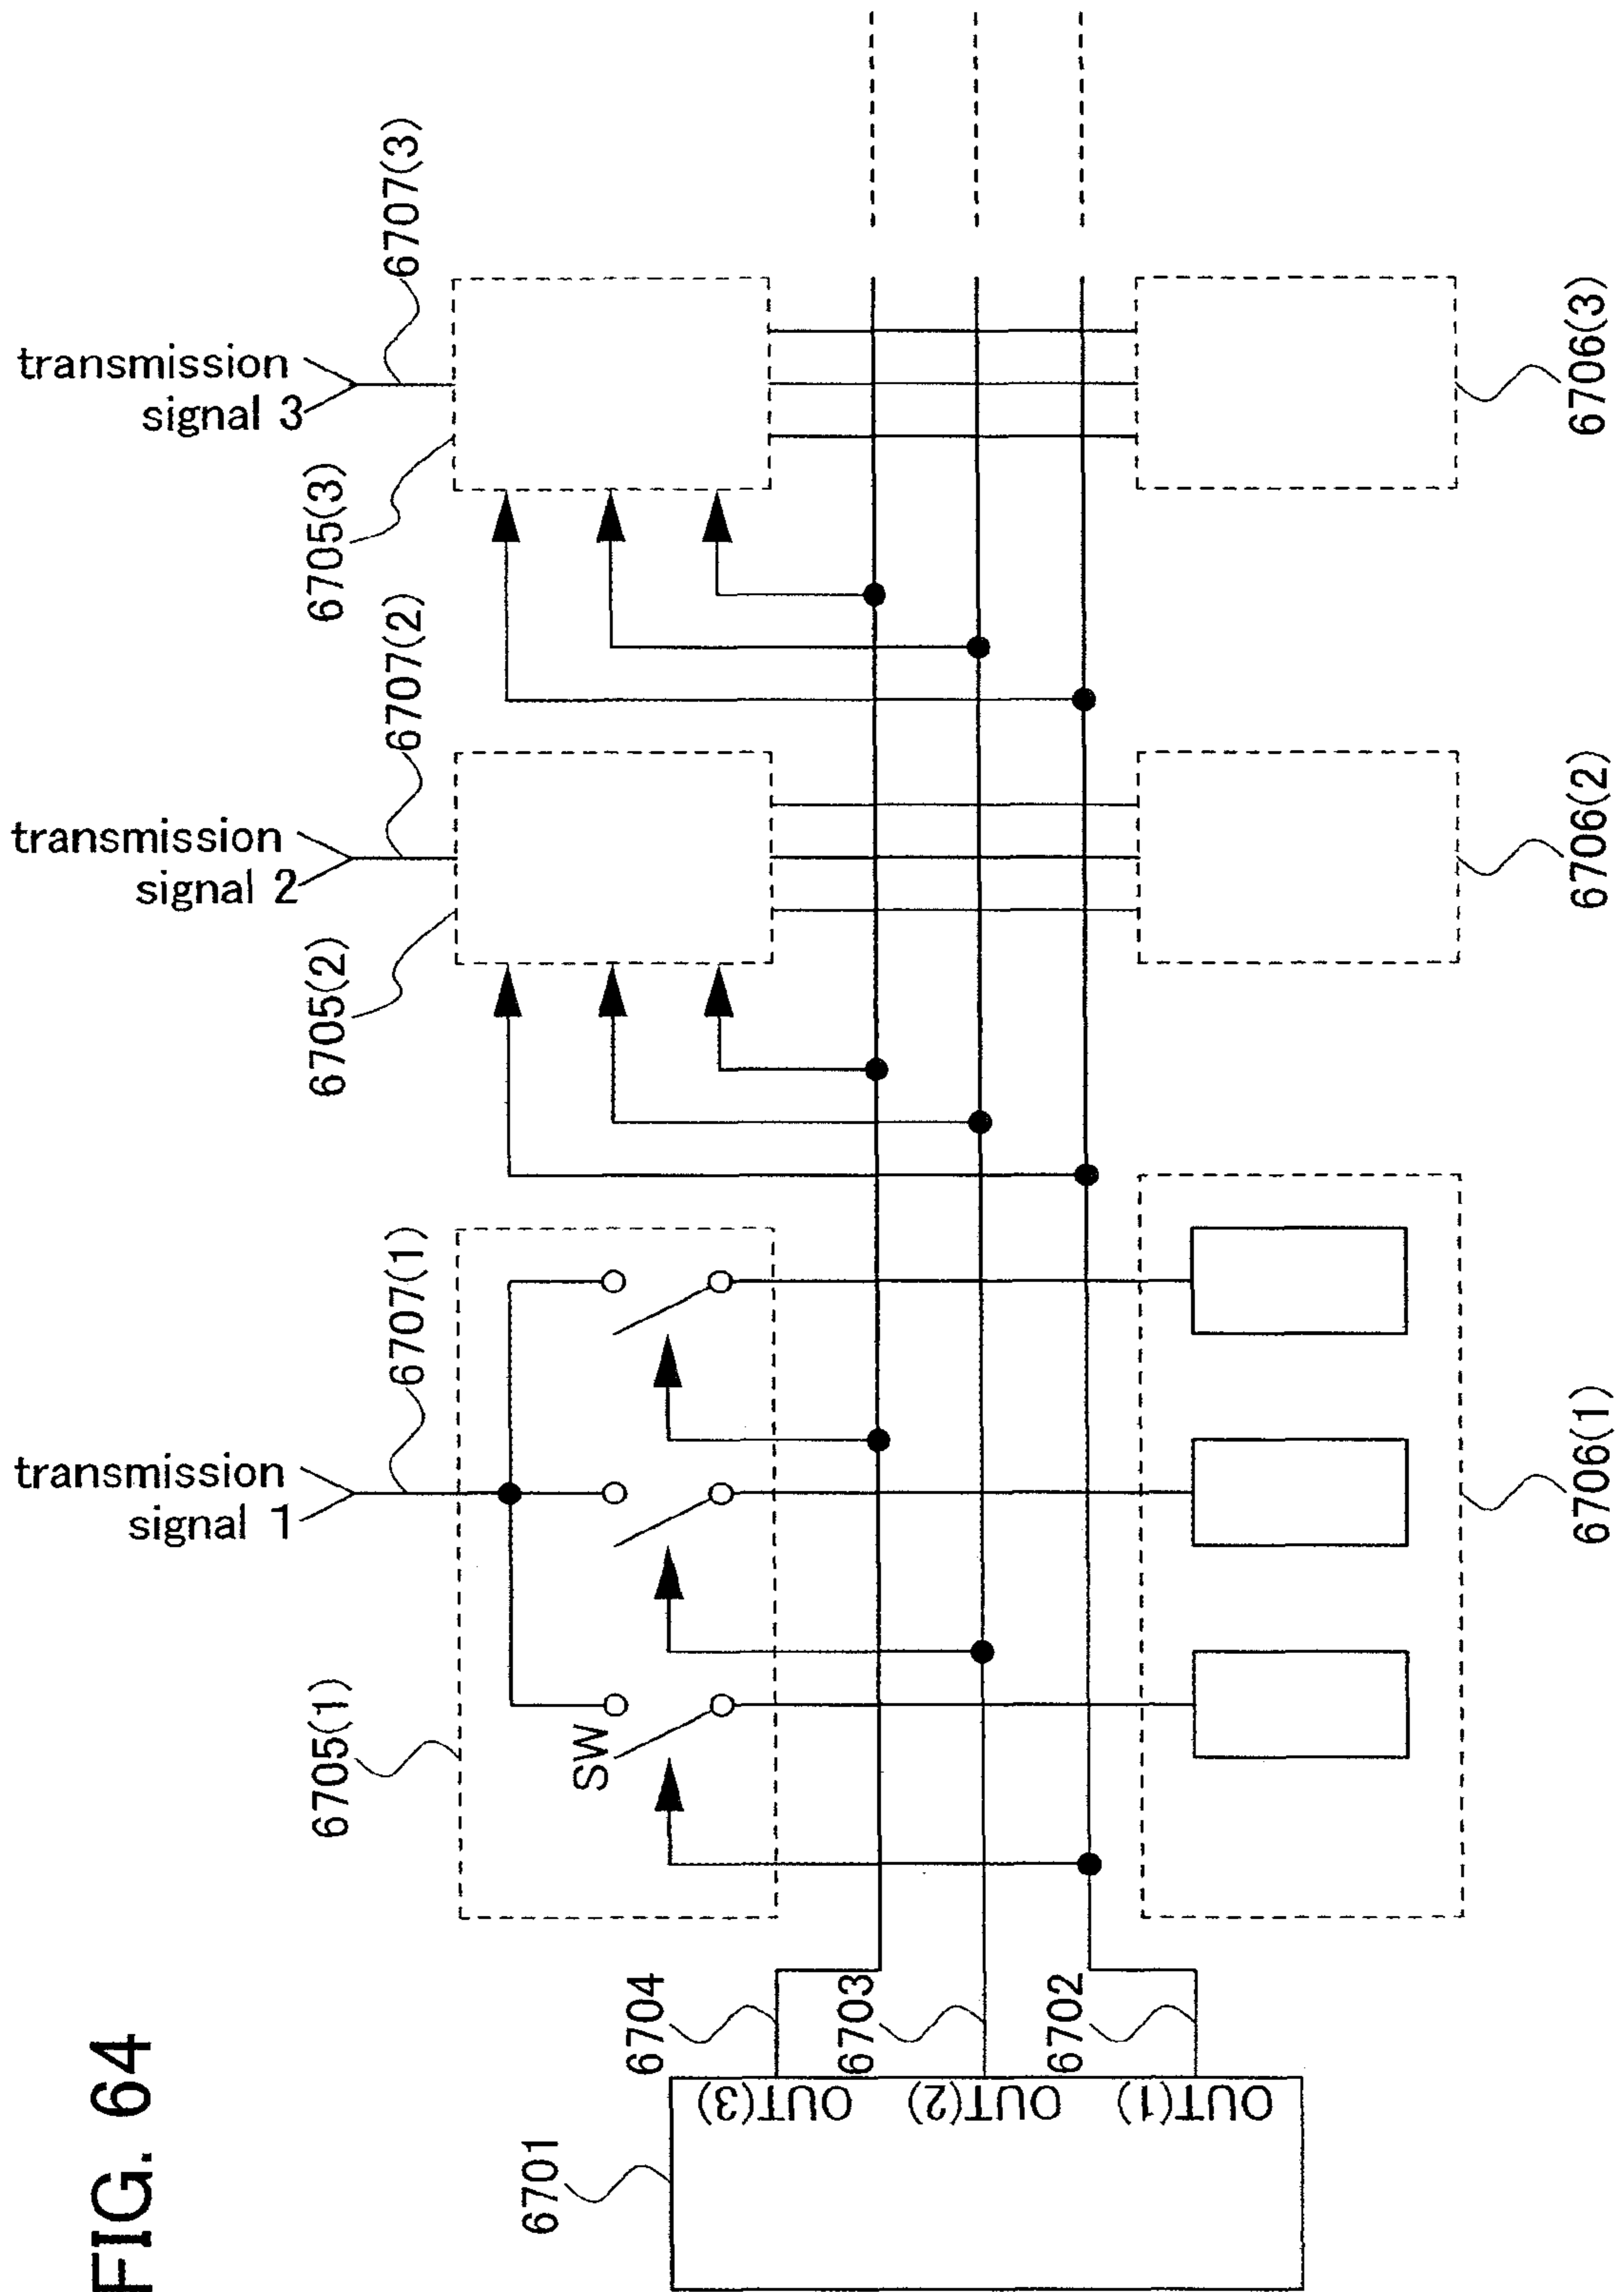 FIG. 64
transmission
signal 1
transmission
signal 2
transmission
signal 3
6707(1)
6707(2)
6707(3)
6705(1)
6705(2)
6705(3)
SW
6701
OUT(3)
OUT(2)
OUT(1)
6704
6703
6702
6706(1)
6706(2)
6706(3)